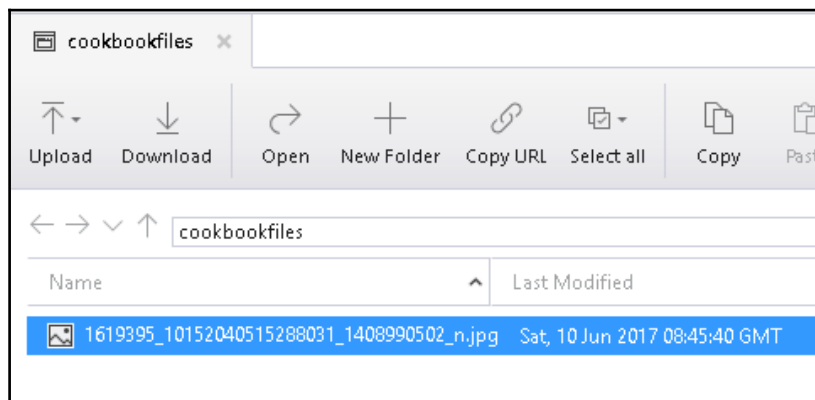 cookbookfiles
Upload Download Open New Folder Copy URL Select all Copy
cookbookfiles
Name Last Modified
1619395_10152040515288031_1408990502_n.jpg Sat, 10 Jun 2017 08:45:40 GMT